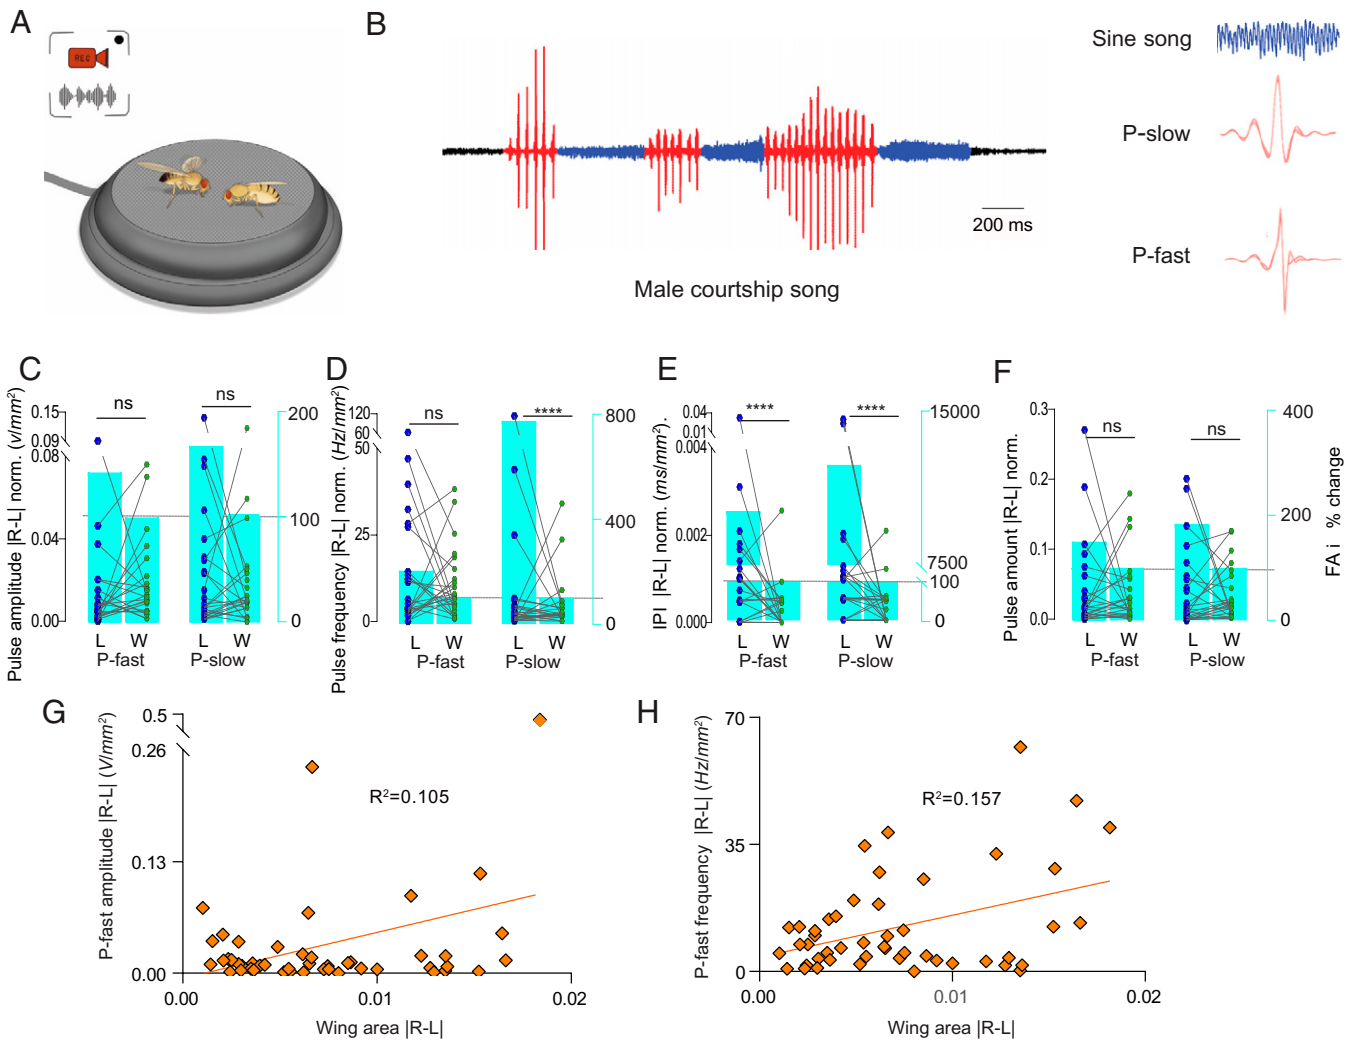 A
REC
B
Sine song
P-slow
P-fast
200 ms
Male courtship song
C
Pulse amplitude |R-L| norm. (v/mm²)
0.15
0.09
0.08
0.04
0.00
ns
ns
200
100
0
L W L W
P-fast P-slow
D
Pulse frequency |R-L| norm. (Hz/mm²)
120
60
50
25
0
ns
****
800
400
0
L W L W
P-fast P-slow
E
IPI |R-L| norm. (ms/mm²).
0.04
0.01
0.004
0.002
0.000
****
****
15000
7500
100
0
L W L W
P-fast P-slow
F
Pulse amount |R-L| norm.
0.3
0.2
0.1
0.0
ns
ns
400
200
0
FA i % change
L W L W
P-fast P-slow
G
P-fast amplitude |R-L| (V/mm²)
0.5
0.26
0.13
0.00
R²=0.105
0.00 0.01 0.02
Wing area |R-L|
H
P-fast frequency |R-L| (Hz/mm²)
70
35
0
R²=0.157
0.00 0.01 0.02
Wing area |R-L|